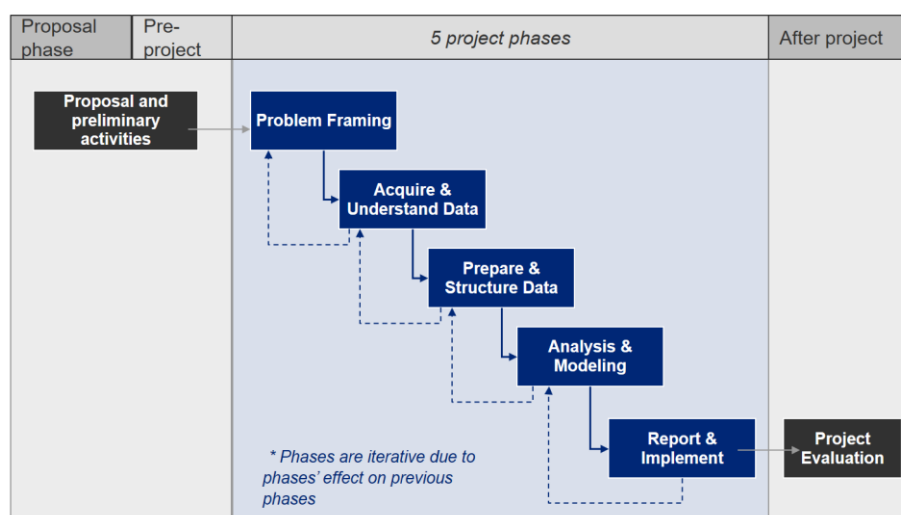 Proposal
phase
Pre-
project
5 project phases
After project
Proposal and
preliminary
activities
Problem Framing
Acquire &
Understand Data
Prepare &
Structure Data
Analysis &
Modeling
Report &
Implement
Project
Evaluation
* Phases are iterative due to
phases' effect on previous
phases